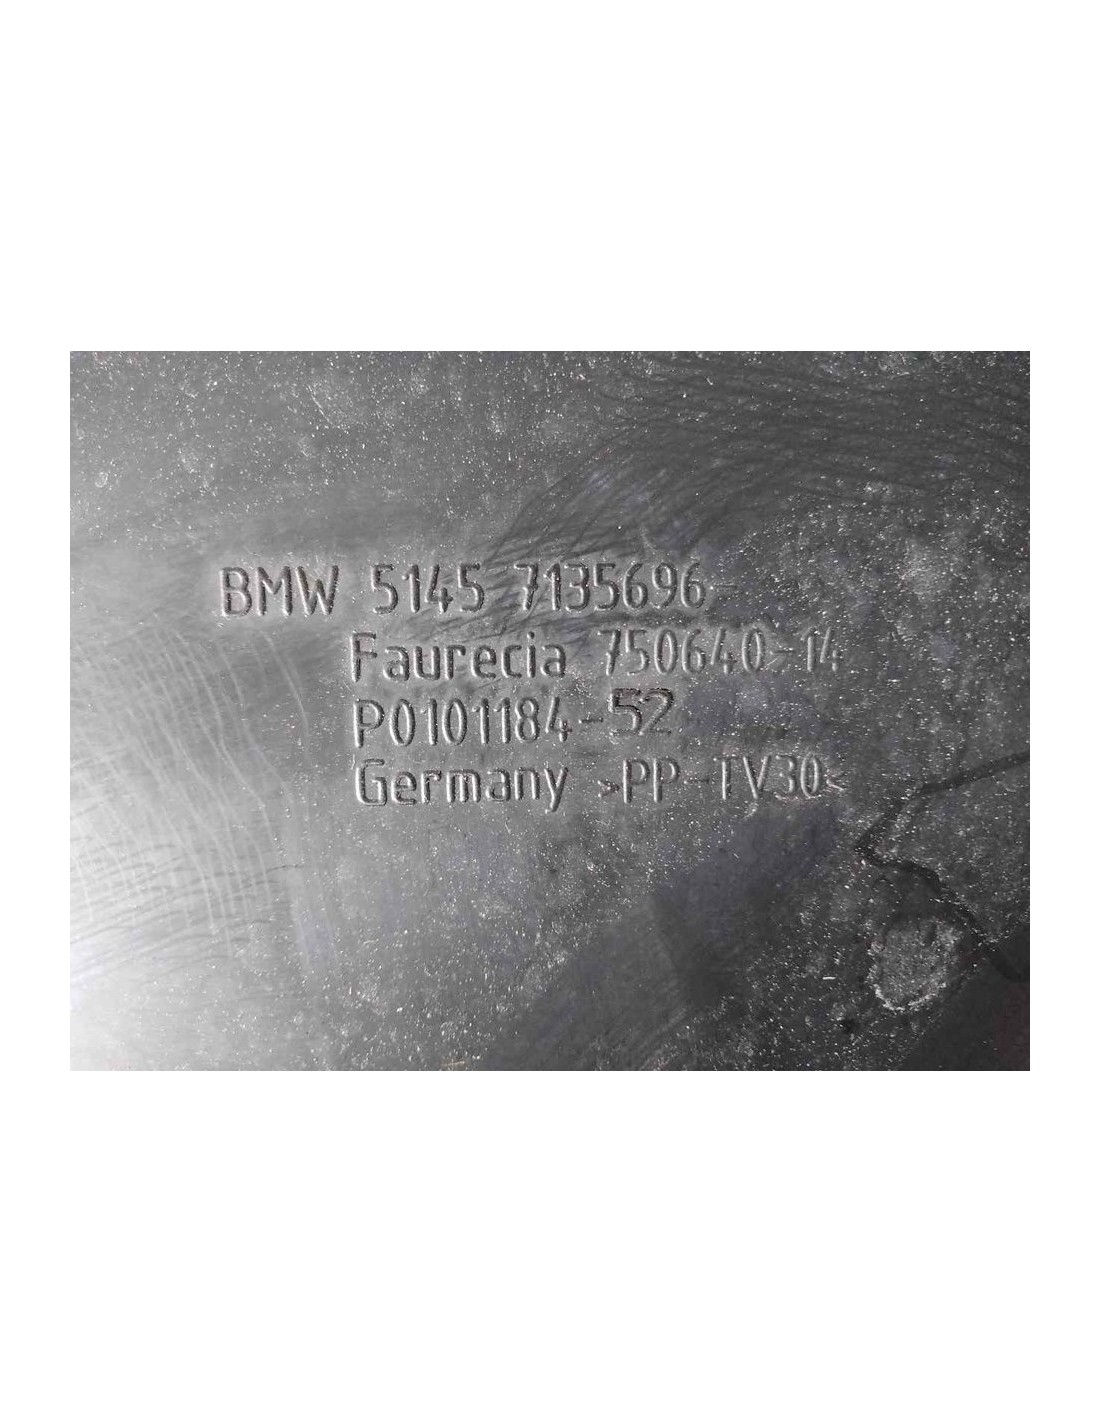 BMW 5145 7135696-
Faurecia 750640-14
P0101184-52
Germany >PP-TV30<